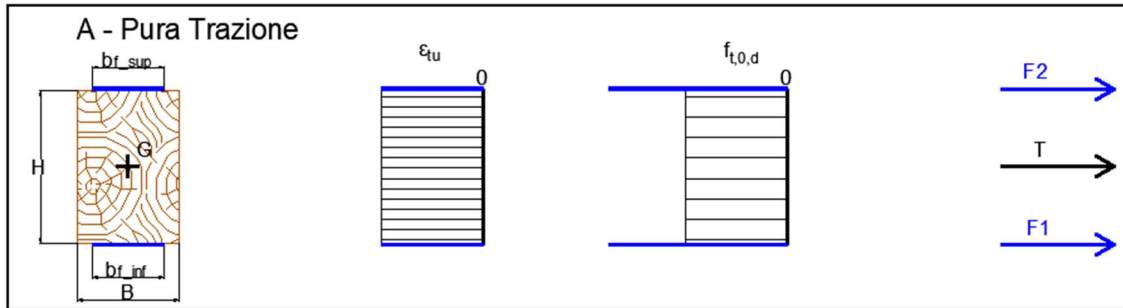 A - Pura Trazione
bf_sup
H
G
bf_inf
B
εtu
0
ft,0,d
0
F2
T
F1